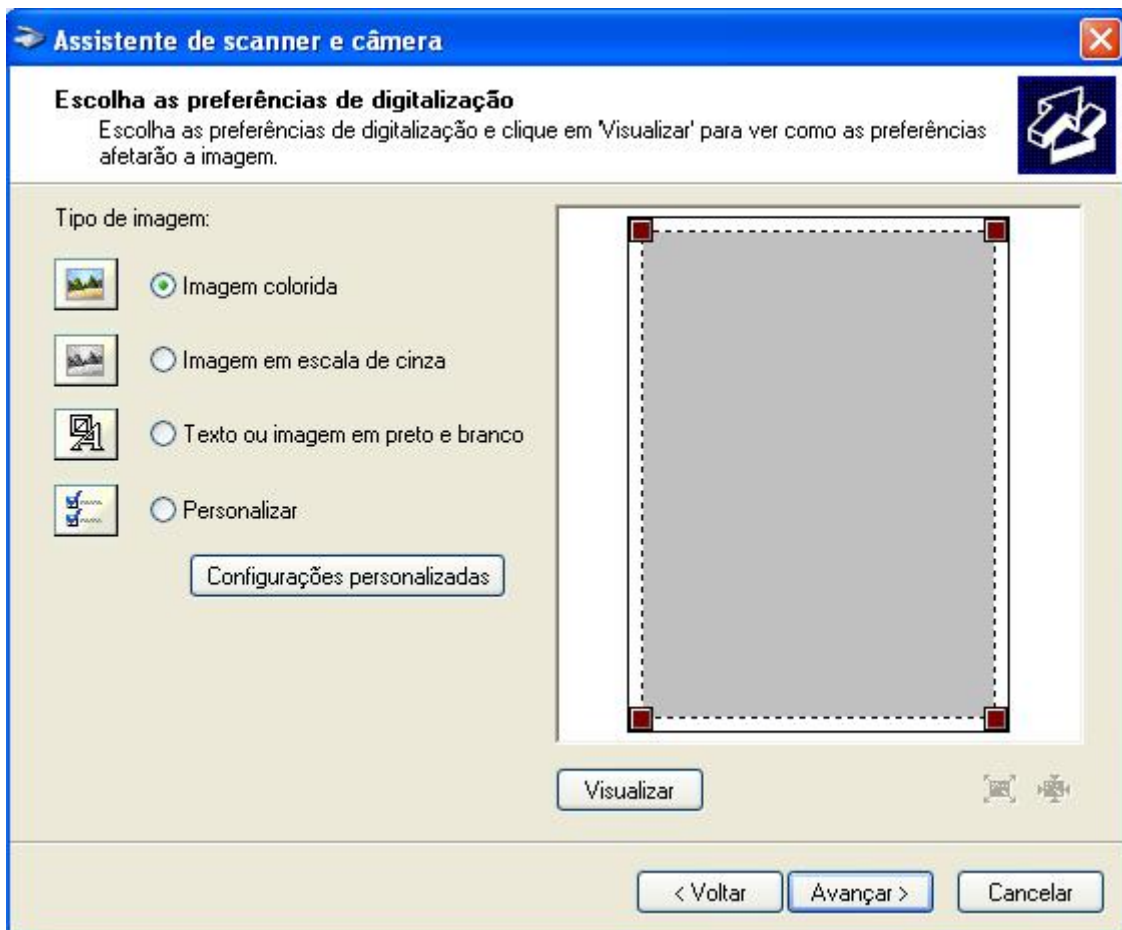 Assistente de scanner e câmera
Escolha as preferências de digitalização
Escolha as preferências de digitalização e clique em 'Visualizar' para ver como as preferências
afetarão a imagem.
Tipo de imagem:
Imagem colorida
Imagem em escala de cinza
Texto ou imagem em preto e branco
Personalizar
Configurações personalizadas
Visualizar
< Voltar
Avançar >
Cancelar